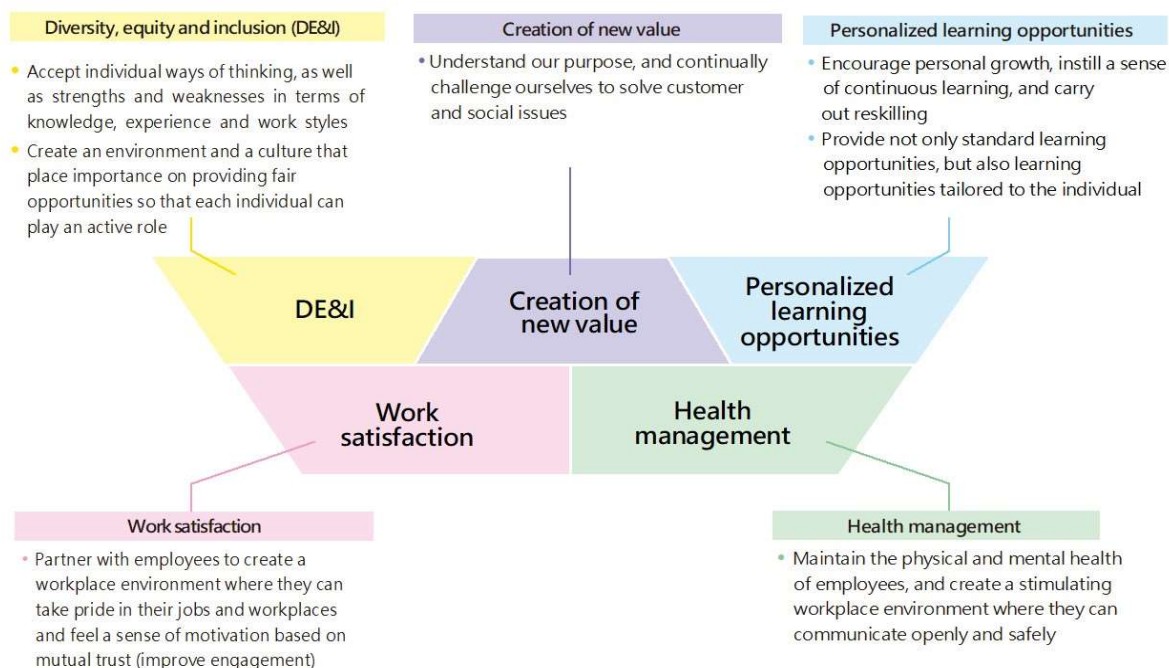 Diversity, equity and inclusion (DE&I)
• Accept individual ways of thinking, as well
as strengths and weaknesses in terms of
knowledge, experience and work styles
• Create an environment and a culture that
place importance on providing fair
opportunities so that each individual can
play an active role
Creation of new value
• Understand our purpose, and continually
challenge ourselves to solve customer
and social issues
Personalized learning opportunities
• Encourage personal growth, instill a sense
of continuous learning, and carry
out reskilling
• Provide not only standard learning
opportunities, but also learning
opportunities tailored to the individual
DE&I
Creation of
new value
Personalized
learning
opportunities
Work
satisfaction
Health
management
Work satisfaction
• Partner with employees to create a
workplace environment where they can
take pride in their jobs and workplaces
and feel a sense of motivation based on
mutual trust (improve engagement)
Health management
• Maintain the physical and mental health
of employees, and create a stimulating
workplace environment where they can
communicate openly and safely